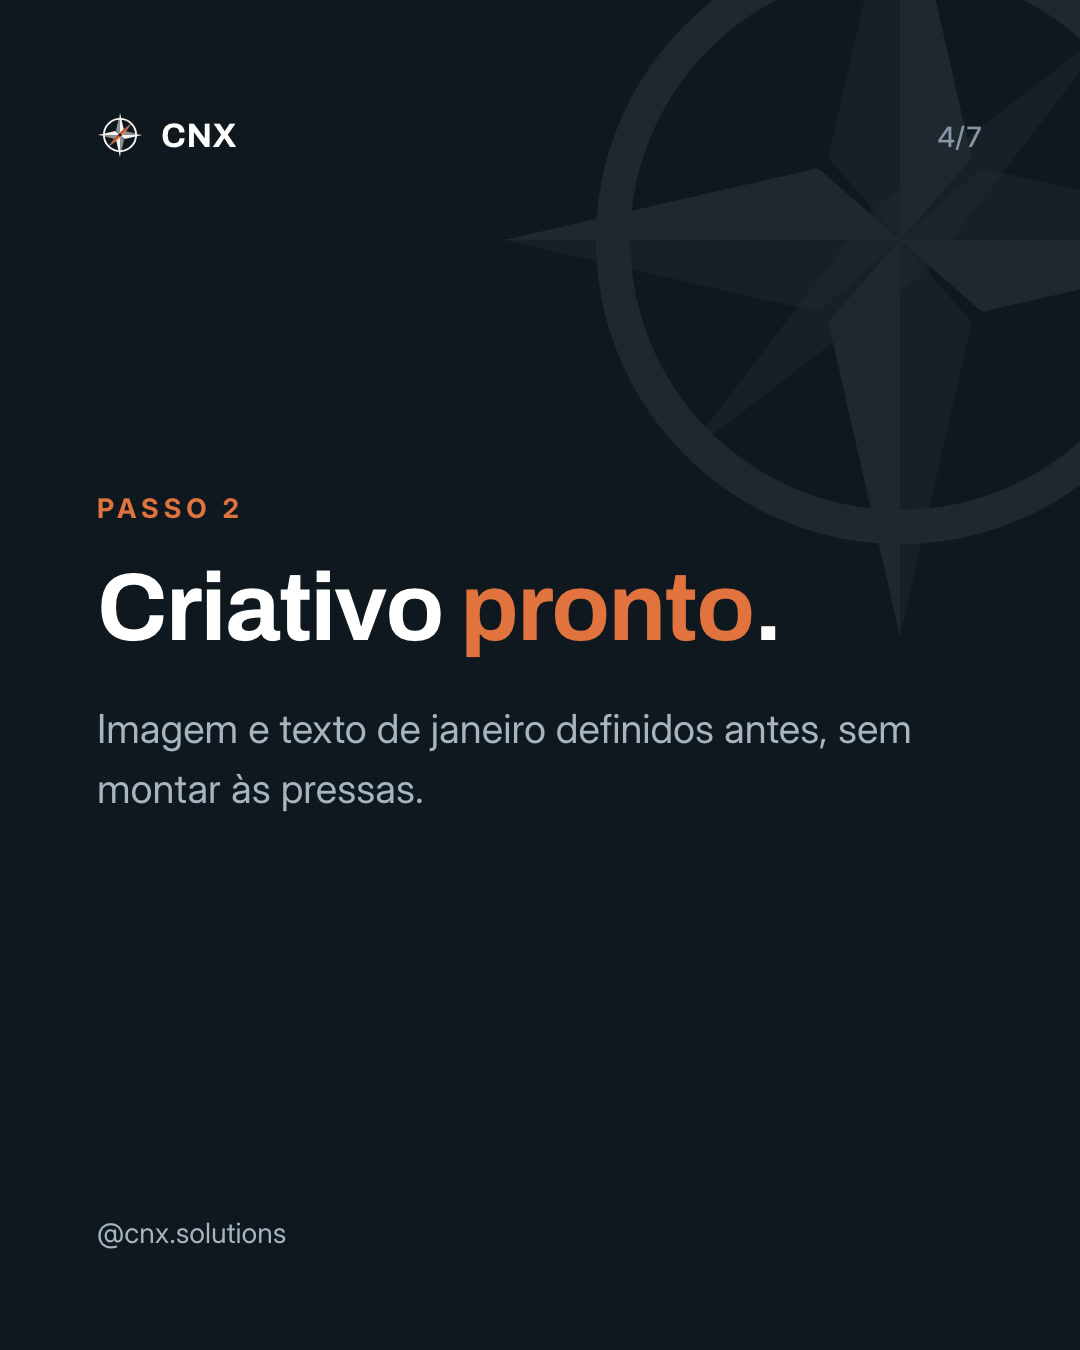 CNX
4/7
PASSO 2
Criativo pronto.
Imagem e texto de janeiro definidos antes, sem
montar às pressas.
@cnx.solutions